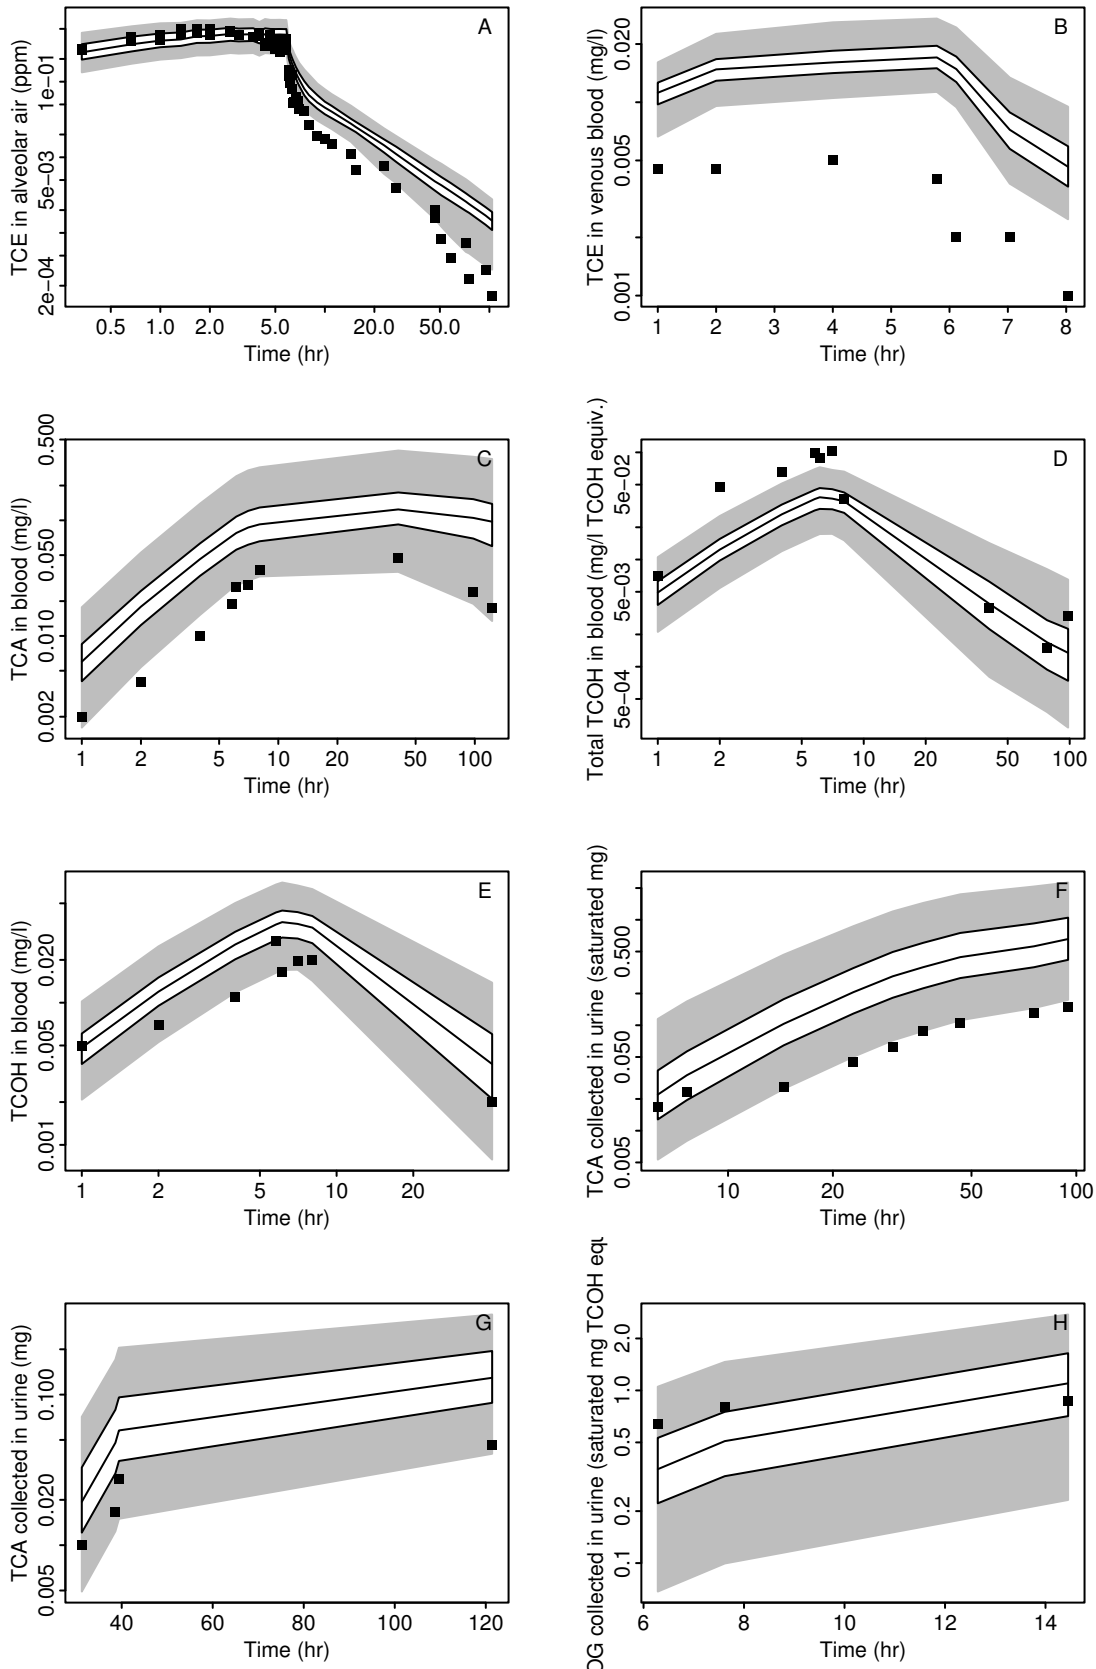 A
TCE in alveolar air (ppm)
1e−01
5e−03
2e−04
0.5 1.0 2.0 5.0 20.0 50.0
Time (hr)
B
TCE in venous blood (mg/l)
0.020
0.005
0.001
1 2 3 4 5 6 7 8
Time (hr)
C
TCA in blood (mg/l)
0.500
0.050
0.010
0.002
1 2 5 10 20 50 100
Time (hr)
D
Total TCOH in blood (mg/l TCOH equiv.)
5e−02
5e−03
5e−04
1 2 5 10 20 50 100
Time (hr)
E
TCOH in blood (mg/l)
0.020
0.005
0.001
1 2 5 10 20
Time (hr)
F
TCA collected in urine (saturated mg)
0.500
0.050
0.005
10 20 50 100
Time (hr)
G
TCA collected in urine (mg)
0.100
0.020
0.005
40 60 80 100 120
Time (hr)
H
OG collected in urine (saturated mg TCOH equ
2.0
1.0
0.5
0.2
0.1
6 8 10 12 14
Time (hr)